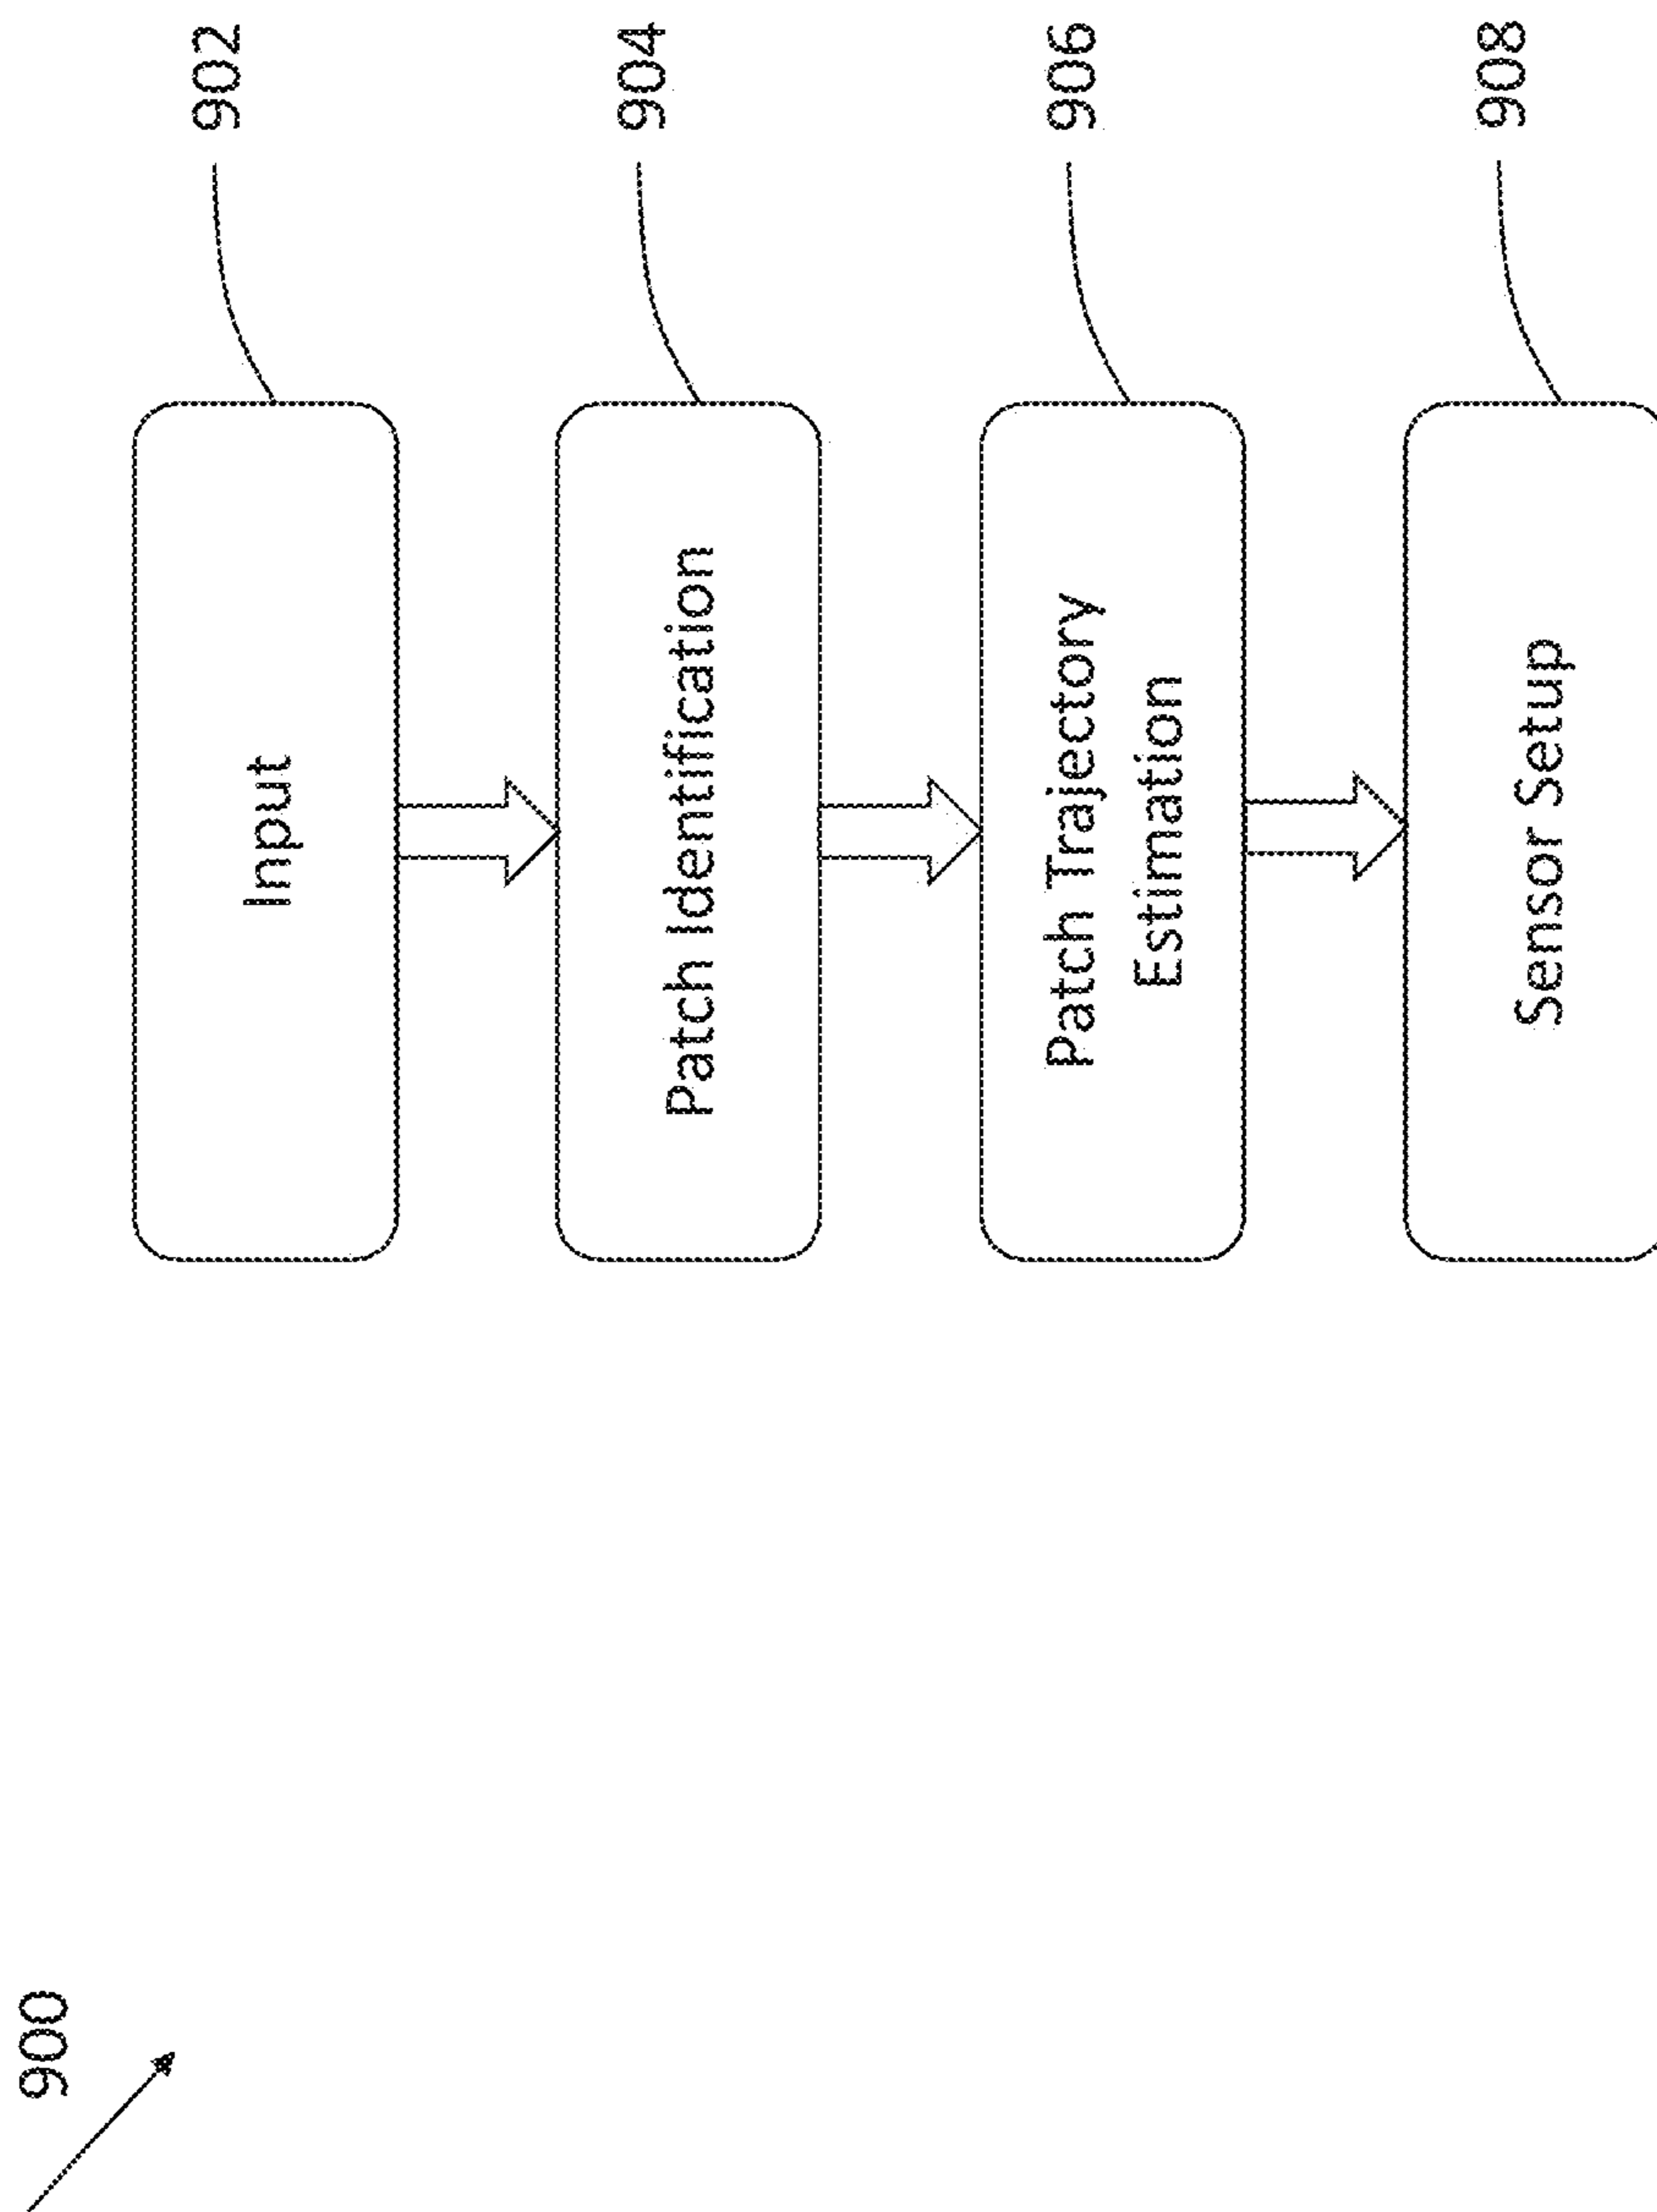 900
Input
902
Patch Identification
904
Patch Trajectory
Estimation
906
Sensor Setup
908